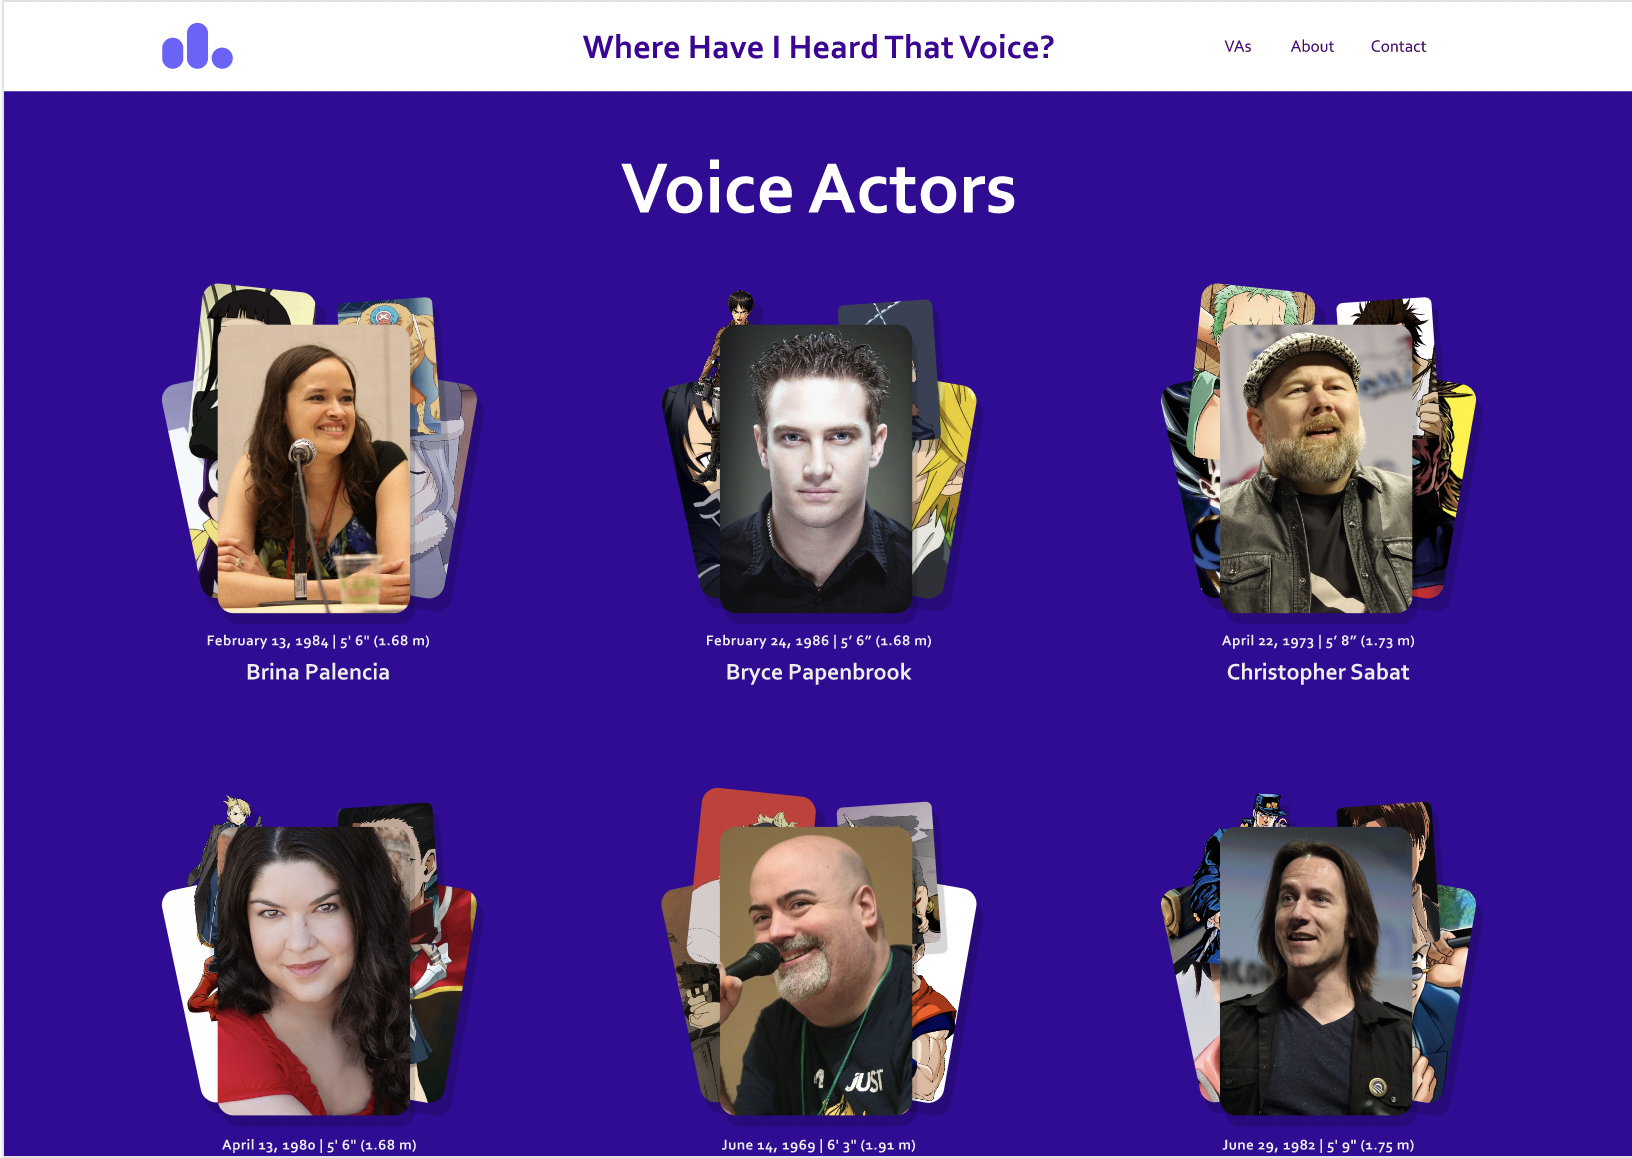 Where Have I Heard That Voice?
VAs
About
Contact
Voice Actors
February 13, 1984 | 5' 6" (1.68 m)
Brina Palencia
February 24, 1986 | 5’ 6” (1.68 m)
Bryce Papenbrook
April 22, 1973 | 5’ 8” (1.73 m)
Christopher Sabat
JUST
April 13, 1980 | 5' 6" (1.68 m)
June 14, 1969 | 6' 3" (1.91 m)
June 29, 1982 | 5' 9" (1.75 m)